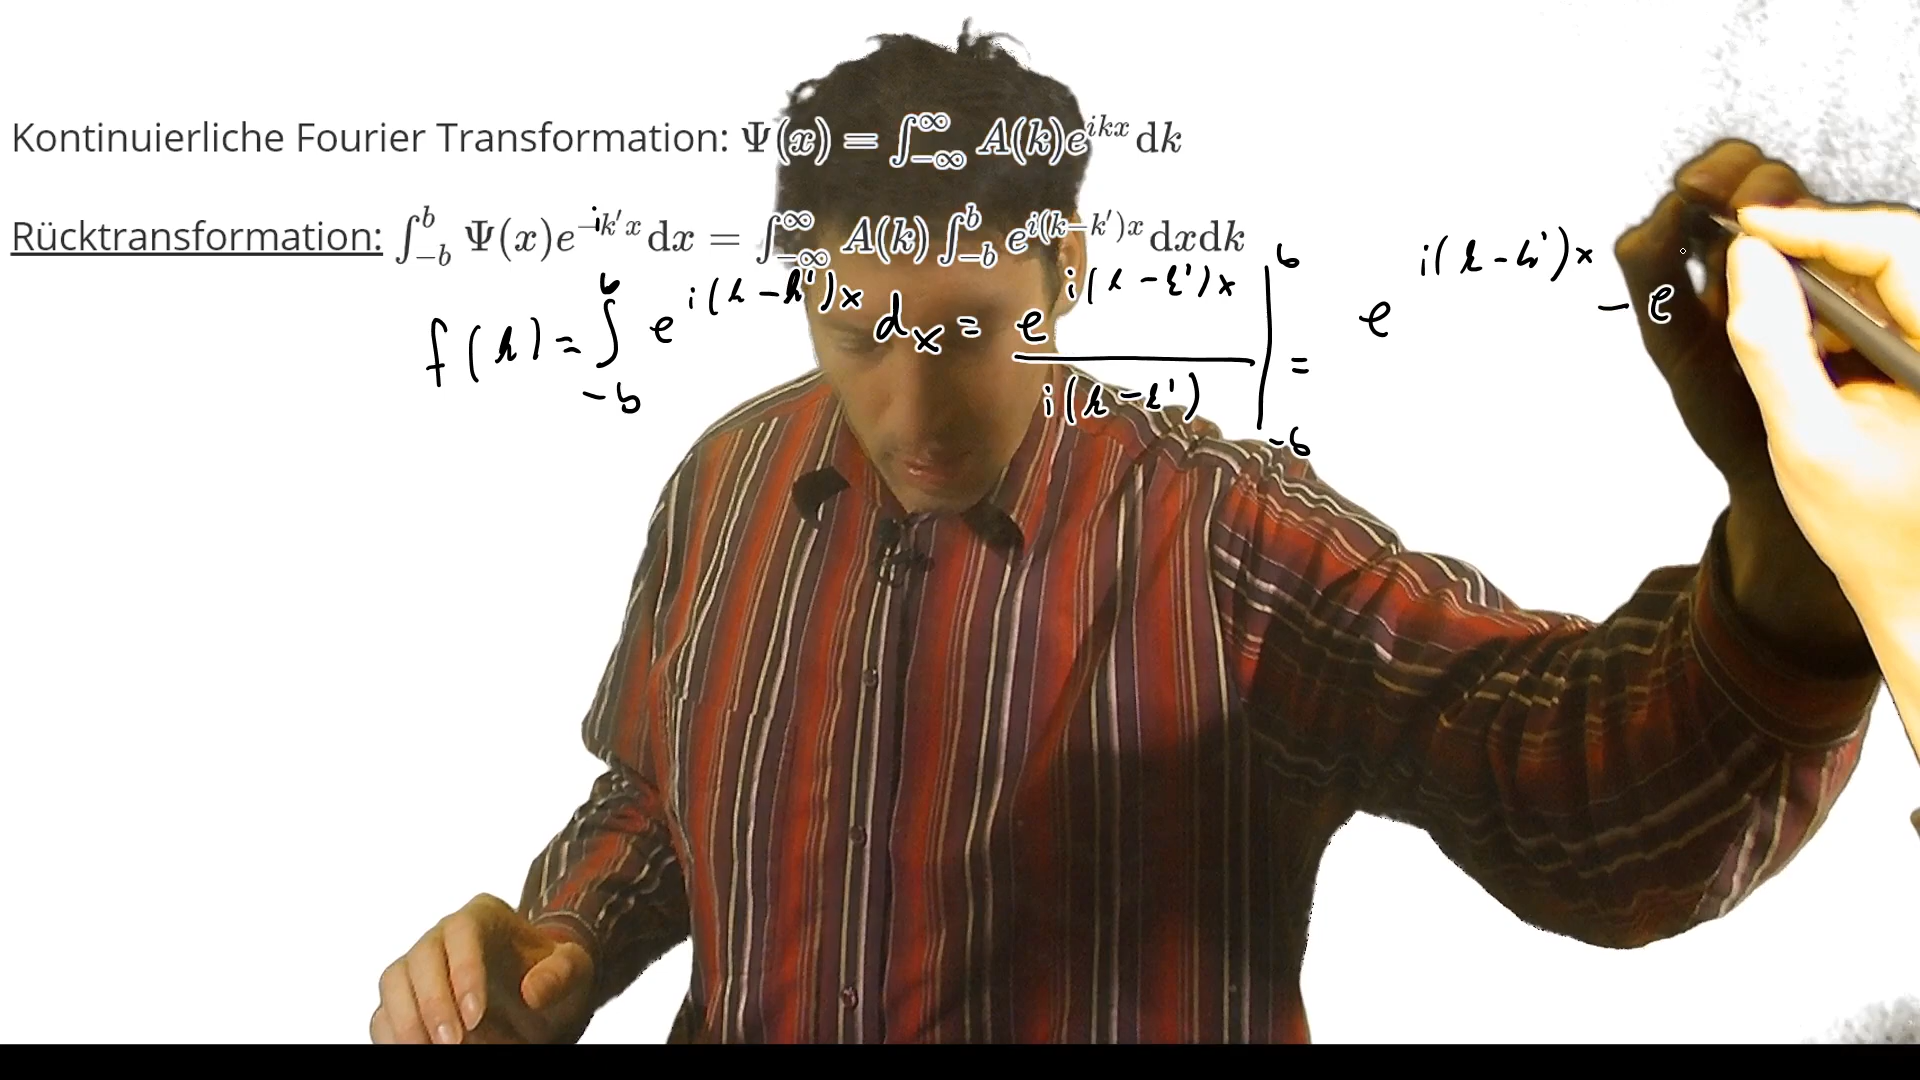 Kontinuierliche Fourier Transformation: Ψ(x) = ∫_{−∞}^{∞} A(k)e^{ikx} dk
Rücktransformation: ∫_{−b}^{b} Ψ(x)e^{−ik′x} dx = ∫_{−∞}^{∞} A(k) ∫_{−b}^{b} e^{i(k−k′)x} dxdk
f(k) = ∫_{−b}^{b} e^{i(k−k')x} dx = e^{i(k−k')x} / i(k−k') |_{−b}^{b} = e^{i(k−k')x} − e